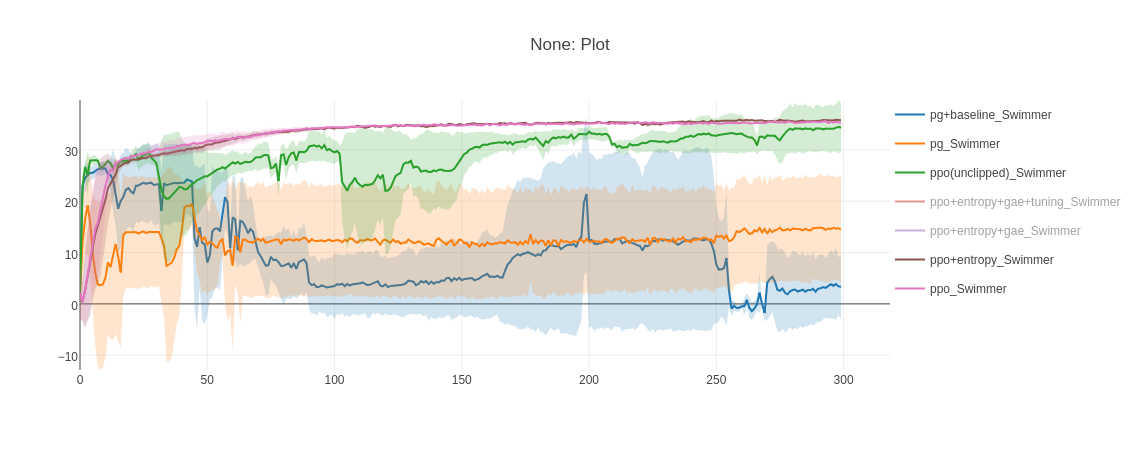 None: Plot
30
20
10
0
−10
0
50
100
150
200
250
300
pg+baseline_Swimmer
pg_Swimmer
ppo(unclipped)_Swimmer
ppo+entropy+gae+tuning_Swimmer
ppo+entropy+gae_Swimmer
ppo+entropy_Swimmer
ppo_Swimmer